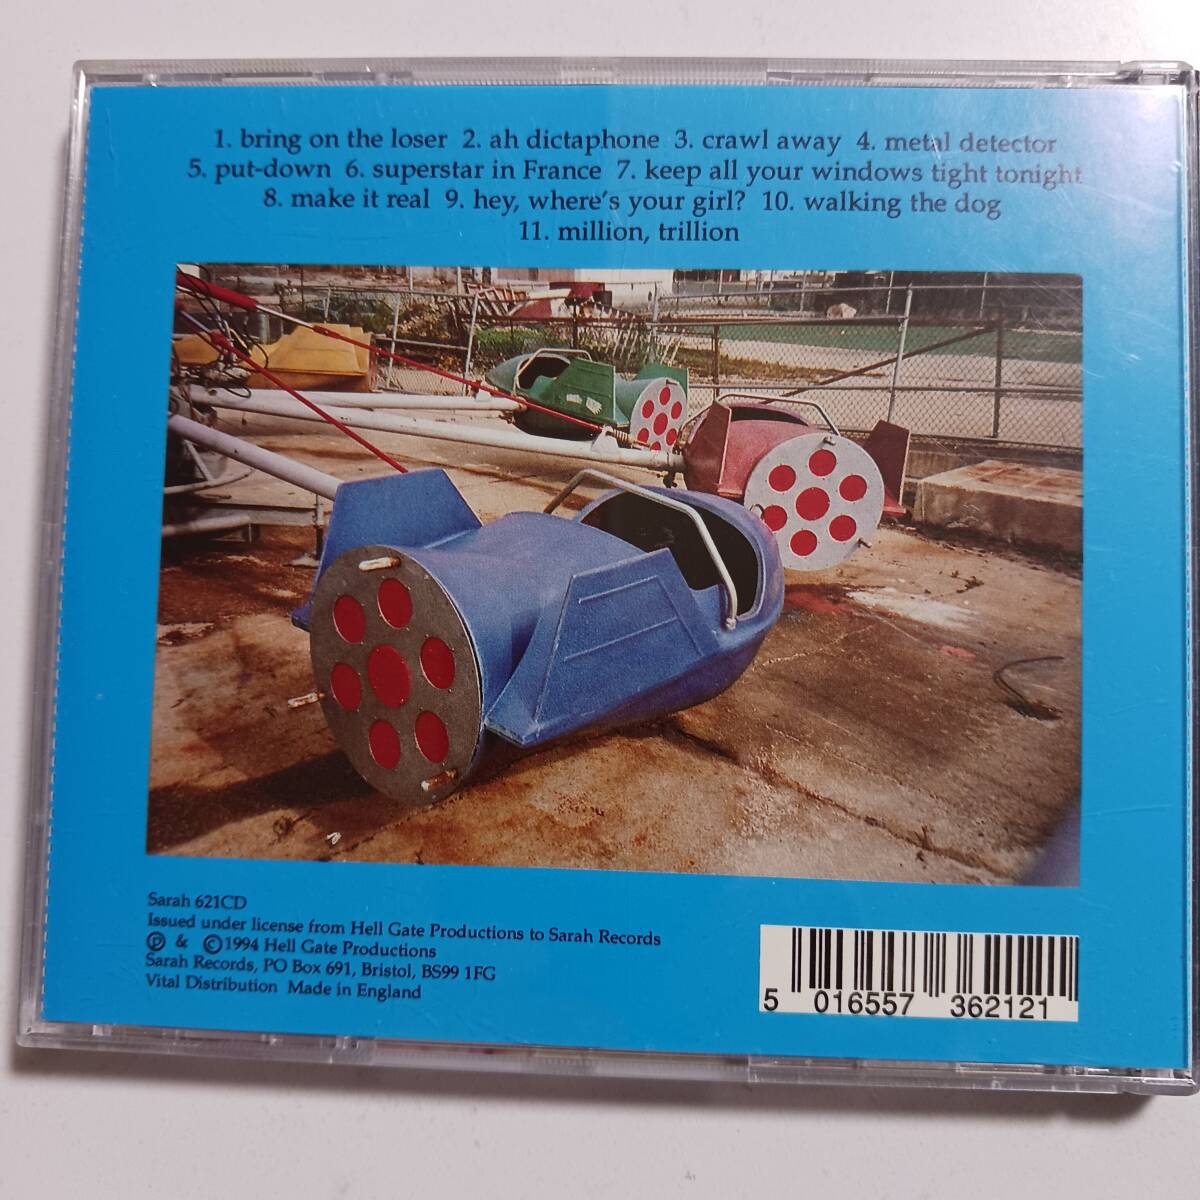 1. bring on the loser 2. ah dictaphone 3. crawl away 4. metal detector
5. put-down 6. superstar in France 7. keep all your windows tight tonight
8. make it real 9. hey, where's your girl? 10. walking the dog
11. million, trillion
Sarah 621CD
Issued under license from Hell Gate Productions to Sarah Records
℗ & ©1994 Hell Gate Productions
Sarah Records, PO Box 691, Bristol, BS99 1FG
Vital Distribution Made in England
5 016557 362121